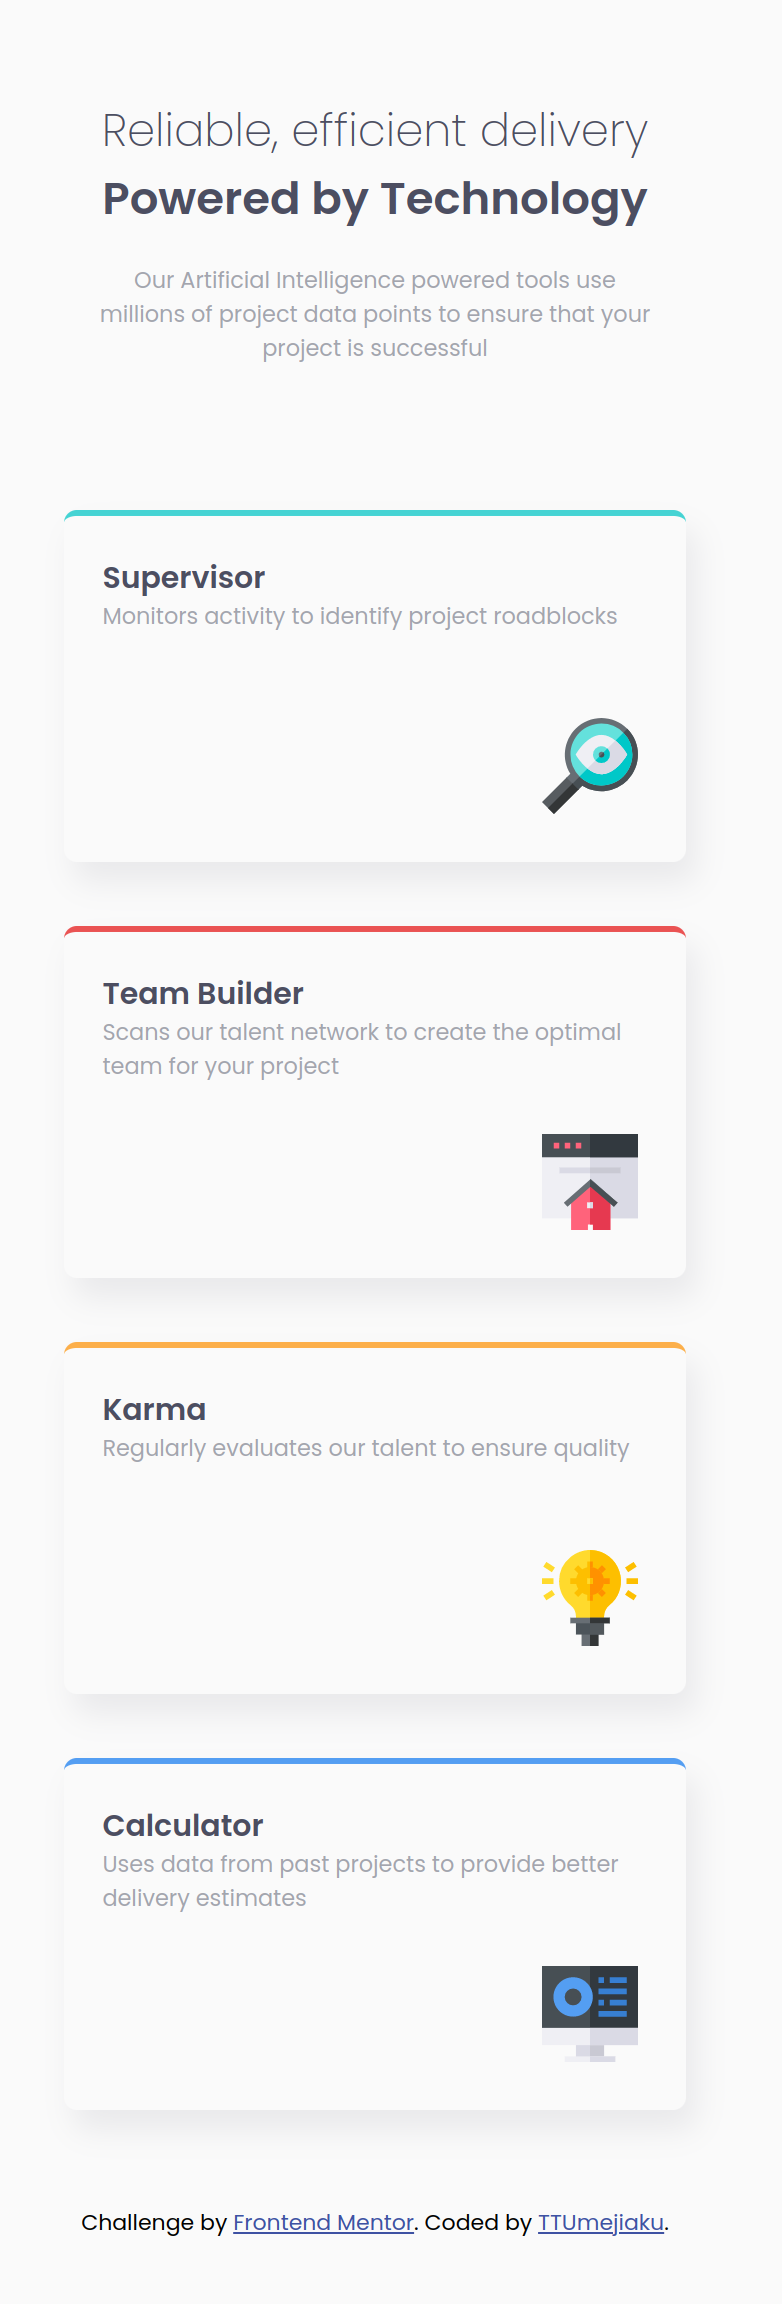 Reliable, efficient delivery
Powered by Technology
Our Artificial Intelligence powered tools use
millions of project data points to ensure that your
project is successful
Supervisor
Monitors activity to identify project roadblocks
Team Builder
Scans our talent network to create the optimal
team for your project
Karma
Regularly evaluates our talent to ensure quality
Calculator
Uses data from past projects to provide better
delivery estimates
Challenge by Frontend Mentor. Coded by TTUmejiaku.